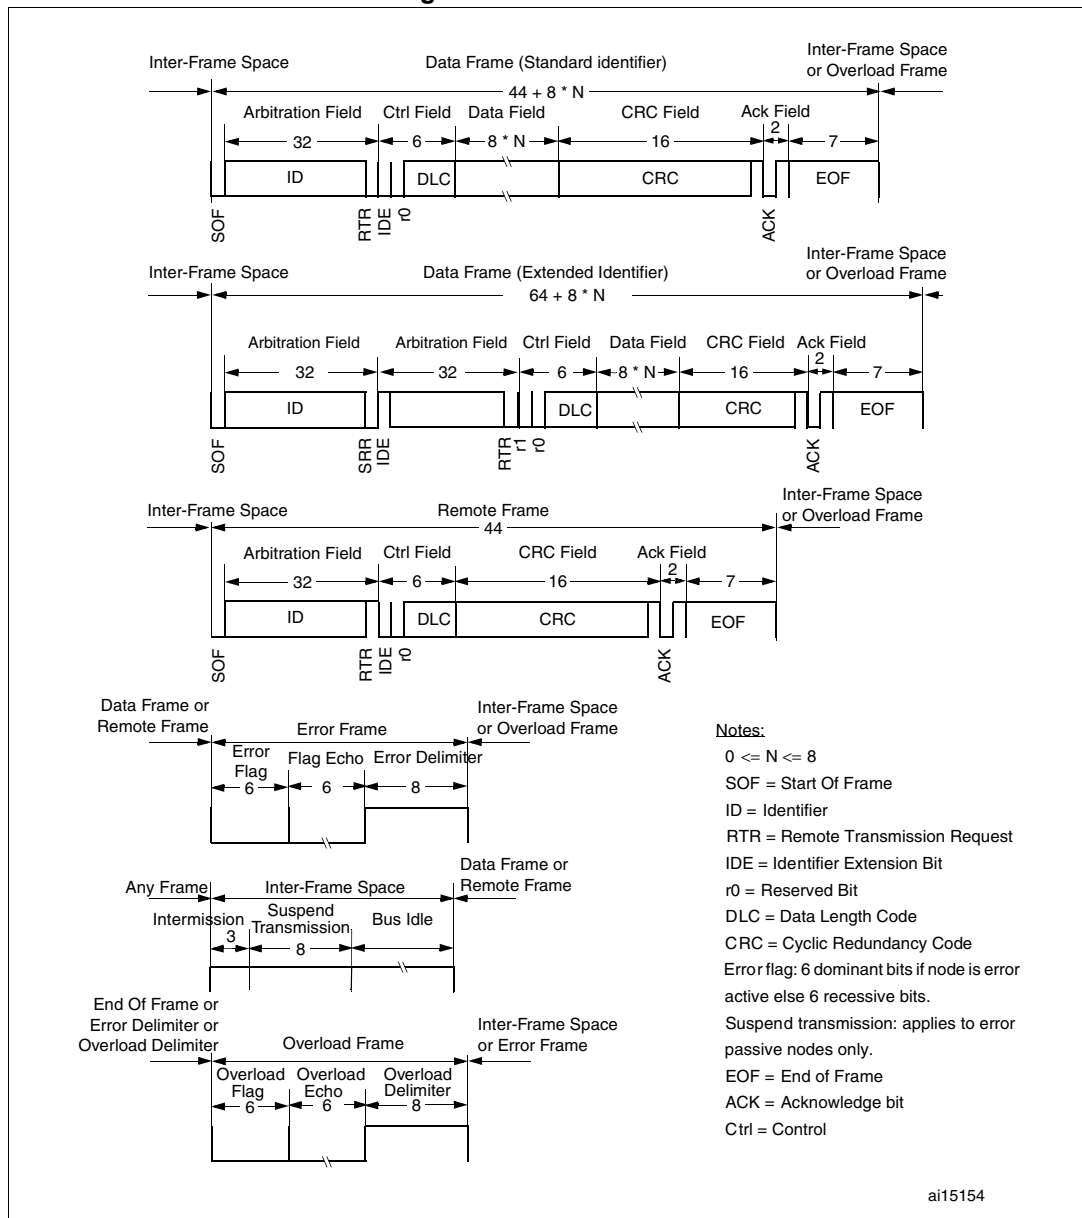 Inter-Frame Space
Data Frame (Standard identifier)
Inter-Frame Space
or Overload Frame
44 + 8 * N
Arbitration Field
Ctrl Field
Data Field
CRC Field
Ack Field
32
6
8 * N
16
2
7
ID
DLC
CRC
EOF
SOF
RTR
IDE
r0
ACK
Inter-Frame Space
Data Frame (Extended Identifier)
Inter-Frame Space
or Overload Frame
64 + 8 * N
Arbitration Field
Arbitration Field
Ctrl Field
Data Field
CRC Field
Ack Field
32
32
6
8 * N
16
2
7
ID
DLC
CRC
EOF
SOF
SRR
IDE
RTR
r1
r0
ACK
Inter-Frame Space
Remote Frame
Inter-Frame Space
or Overload Frame
44
Arbitration Field
Ctrl Field
CRC Field
Ack Field
32
6
16
2
7
ID
DLC
CRC
EOF
SOF
RTR
IDE
r0
ACK
Data Frame or
Remote Frame
Error Frame
Inter-Frame Space
or Overload Frame
Error
Flag
Flag Echo
Error Delimiter
6
6
8
Any Frame
Inter-Frame Space
Data Frame or
Remote Frame
Intermission
Suspend
Transmission
Bus Idle
3
8
End Of Frame or
Error Delimiter or
Overload Delimiter
Overload Frame
Inter-Frame Space
or Error Frame
Overload
Flag
Overload
Echo
Overload
Delimiter
6
6
8
Notes:
0 <= N <= 8
SOF = Start Of Frame
ID = Identifier
RTR = Remote Transmission Request
IDE = Identifier Extension Bit
r0 = Reserved Bit
DLC = Data Length Code
CRC = Cyclic Redundancy Code
Error flag: 6 dominant bits if node is error
active else 6 recessive bits.
Suspend transmission: applies to error
passive nodes only.
EOF = End of Frame
ACK = Acknowledge bit
Ctrl = Control
ai15154